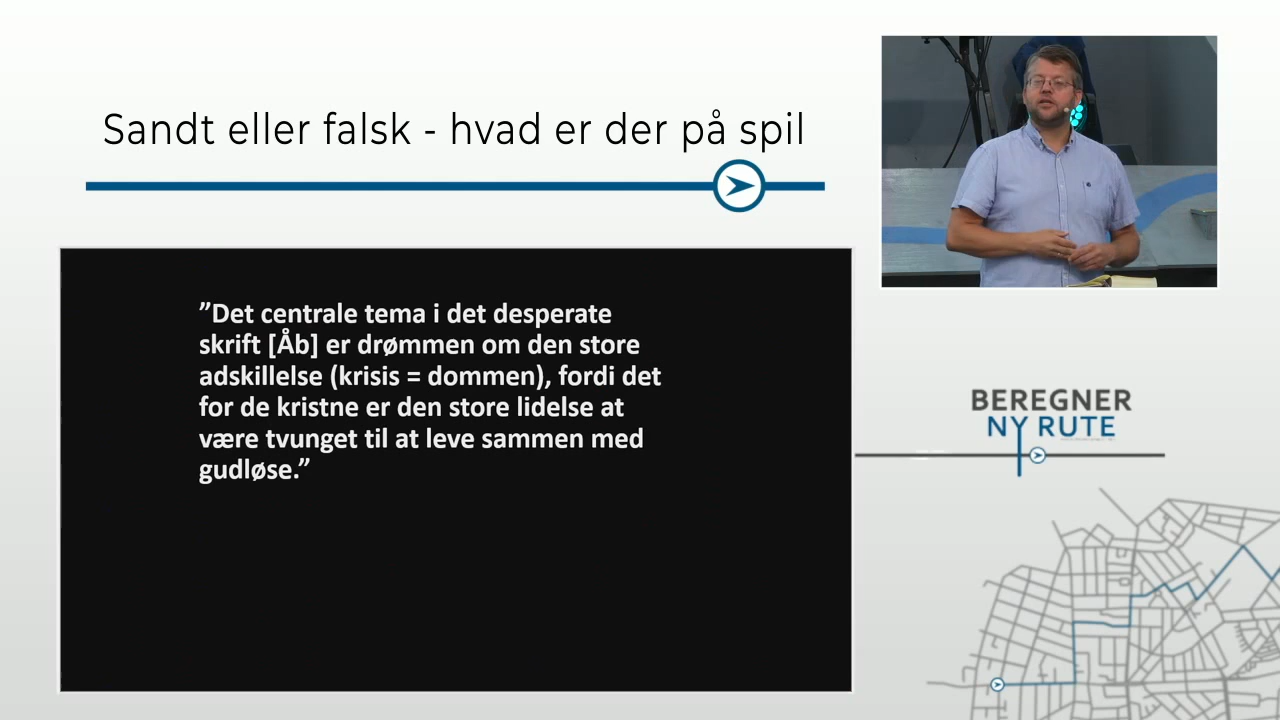 Sandt eller falsk - hvad er der på spil
”Det centrale tema i det desperate
skrift [Åb] er drømmen om den store
adskillelse (krisis = dommen), fordi det
for de kristne er den store lidelse at
være tvunget til at leve sammen med
gudløse.”
BEREGNER
NY RUTE